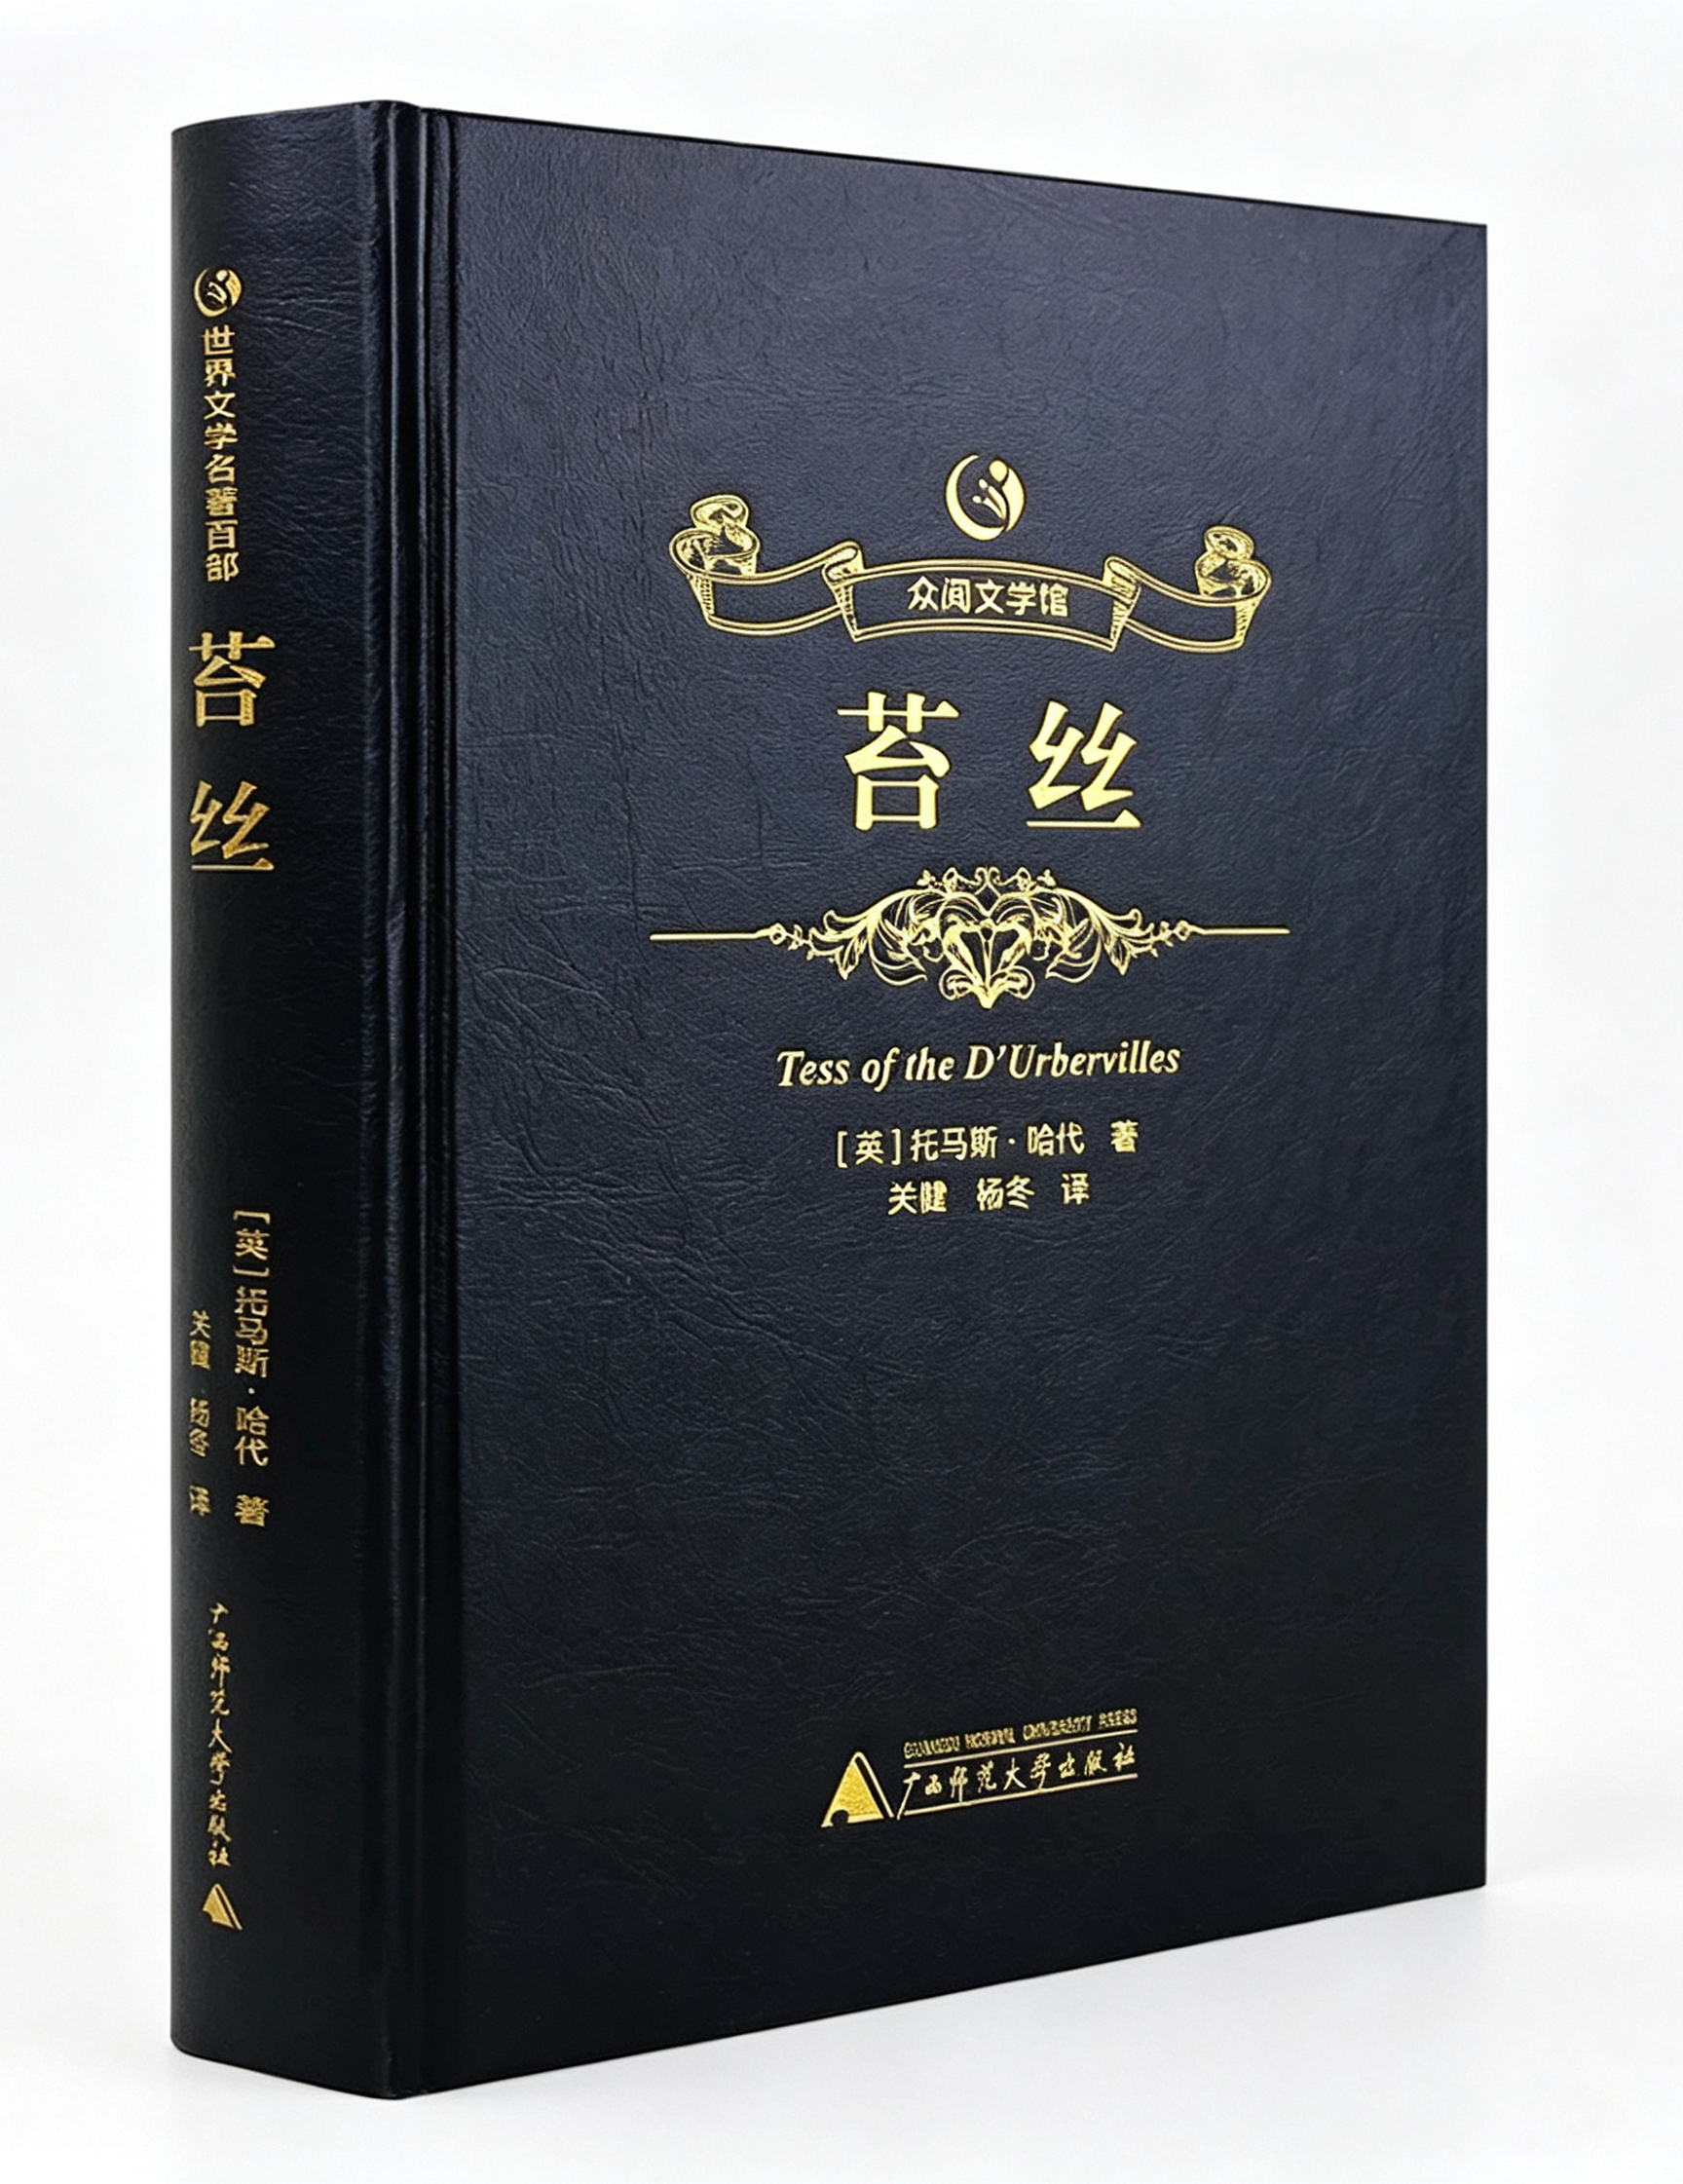 世界文学名著百部
苔丝
[英]托马斯·哈代 著
关健 杨冬 译
广西师范大学出版社
众阅文学馆
苔丝
Tess of the D'Urbervilles
[英]托马斯·哈代 著
关健 杨冬 译
UNIVERSITY PRESS
广西师范大学出版社